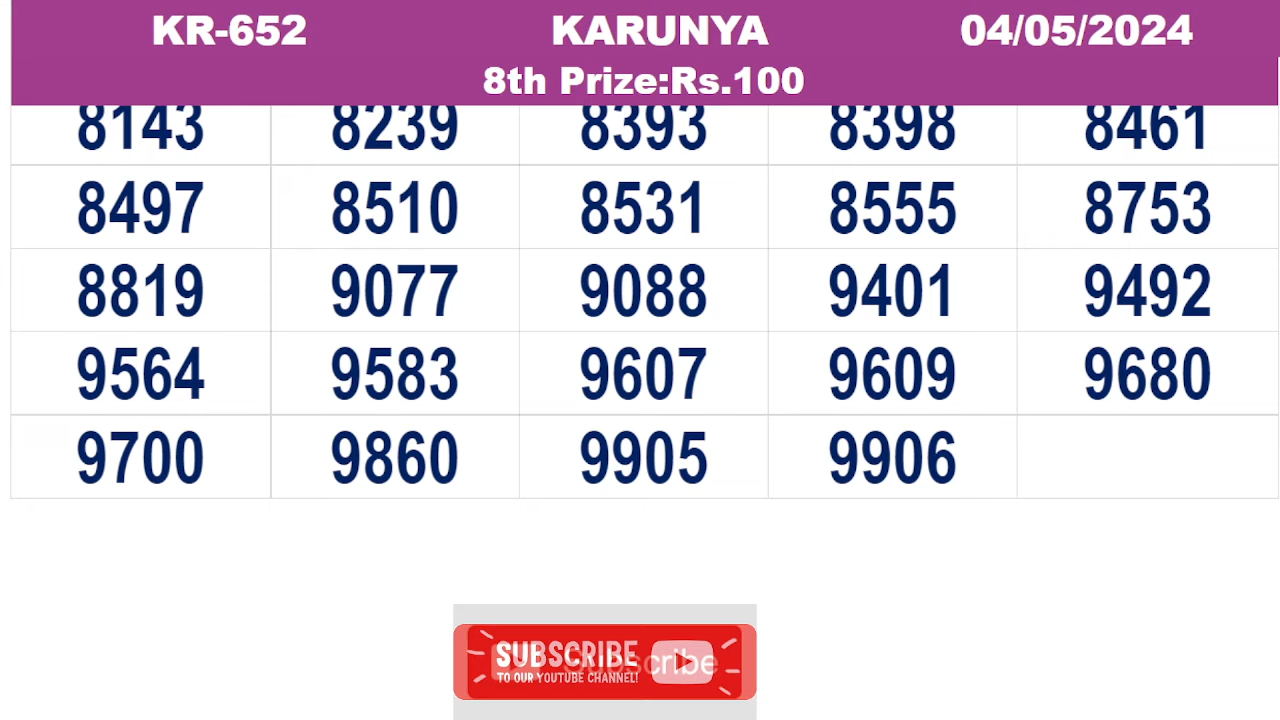 KR-652 KARUNYA 04/05/2024
8th Prize:Rs.100
8143 8239 8393 8398 8461
8497 8510 8531 8555 8753
8819 9077 9088 9401 9492
9564 9583 9607 9609 9680
9700 9860 9905 9906
SUBSCRIBE
TO OUR YOUTUBE CHANNEL!
Subscribe